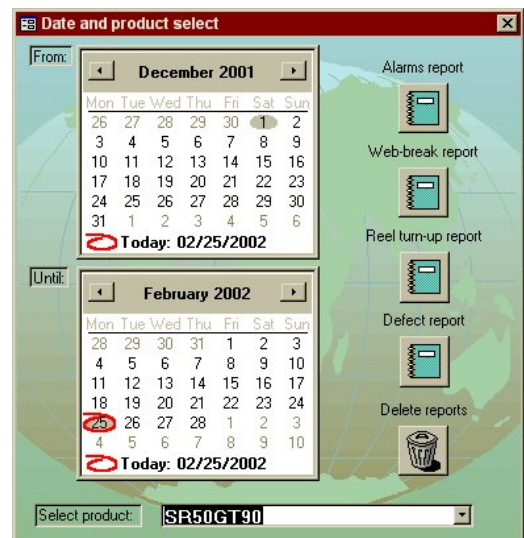 Date and product select
From:
December 2001
Mon Tue Wed Thu Fri Sat Sun
26 27 28 29 30 1 2
3 4 5 6 7 8 9
10 11 12 13 14 15 16
17 18 19 20 21 22 23
24 25 26 27 28 29 30
31 1 2 3 4 5 6
Today: 02/25/2002
Until:
February 2002
Mon Tue Wed Thu Fri Sat Sun
28 29 30 31 1 2 3
4 5 6 7 8 9 10
11 12 13 14 15 16 17
18 19 20 21 22 23 24
25 26 27 28 1 2 3
4 5 6 7 8 9 10
Today: 02/25/2002
Alarms report
Web-break report
Reel turn-up report
Defect report
Delete reports
Select product: SR50GT90